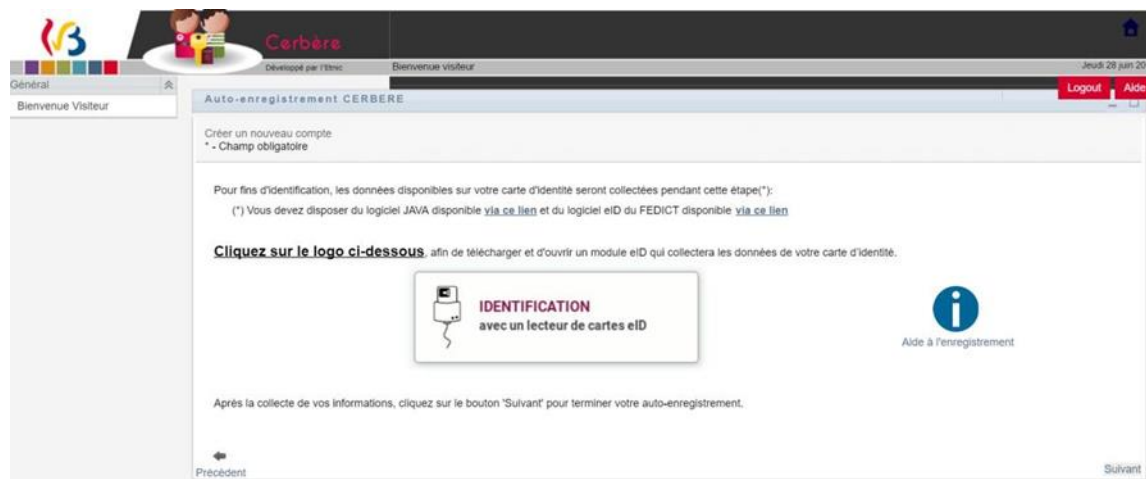 Cerbère
Développé par l'Etnic
Bienvenue visiteur
Jeudi 28 juin 20
Général
Logout
Aide
Bienvenue Visiteur
Auto-enregistrement CERBERE
Créer un nouveau compte
* - Champ obligatoire
Pour fins d'identification, les données disponibles sur votre carte d'identité seront collectées pendant cette étape(*):
(*) Vous devez disposer du logiciel JAVA disponible via ce lien et du logiciel eID du FEDICT disponible via ce lien
Cliquez sur le logo ci-dessous, afin de télécharger et d'ouvrir un module eID qui collectera les données de votre carte d'identité.
IDENTIFICATION
avec un lecteur de cartes eID
Aide à l'enregistrement
Après la collecte de vos informations, cliquez sur le bouton 'Suivant' pour terminer votre auto-enregistrement.
Précédent
Suivant